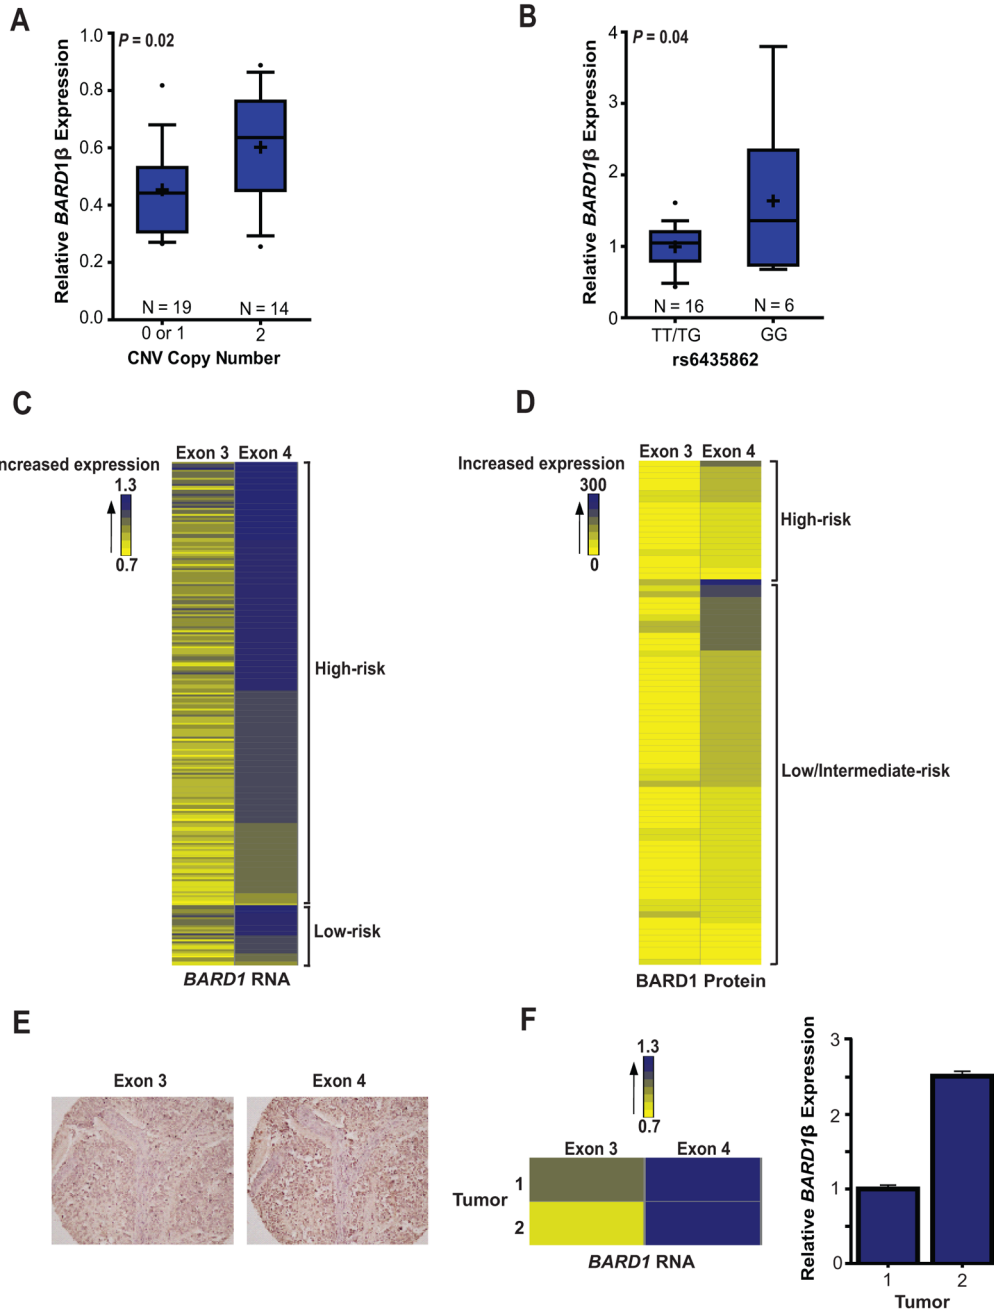 A
P = 0.02
Relative BARD1β Expression
1.0
0.8
0.6
0.4
0.2
0.0
N = 19
N = 14
0 or 1
2
CNV Copy Number
B
P = 0.04
Relative BARD1β Expression
4
3
2
1
0
N = 16
N = 6
TT/TG
GG
rs6435862
C
Exon 3 Exon 4
ncreased expression
1.3
0.7
High-risk
Low-risk
BARD1 RNA
D
Exon 3 Exon 4
Increased expression
300
0
High-risk
Low/Intermediate-risk
BARD1 Protein
E
Exon 3
Exon 4
F
1.3
0.7
Exon 3
Exon 4
Tumor
1
2
BARD1 RNA
Relative BARD1β Expression
3
2
1
0
1
2
Tumor